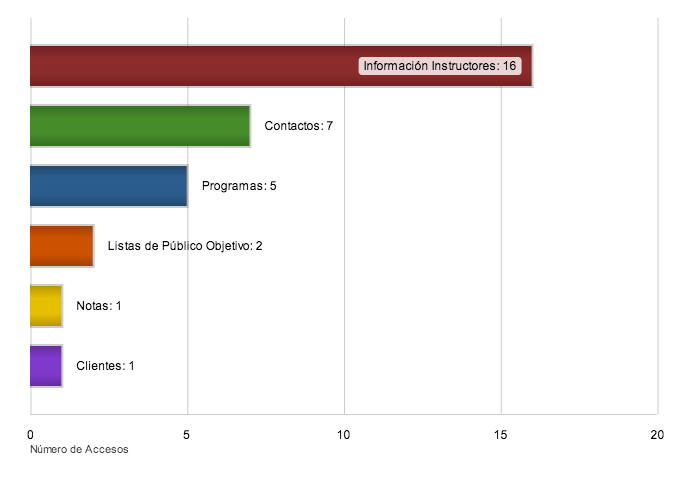 Información Instructores: 16
Contactos: 7
Programas: 5
Listas de Público Objetivo: 2
Notas: 1
Clientes: 1
0 5 10 15 20
Número de Accesos